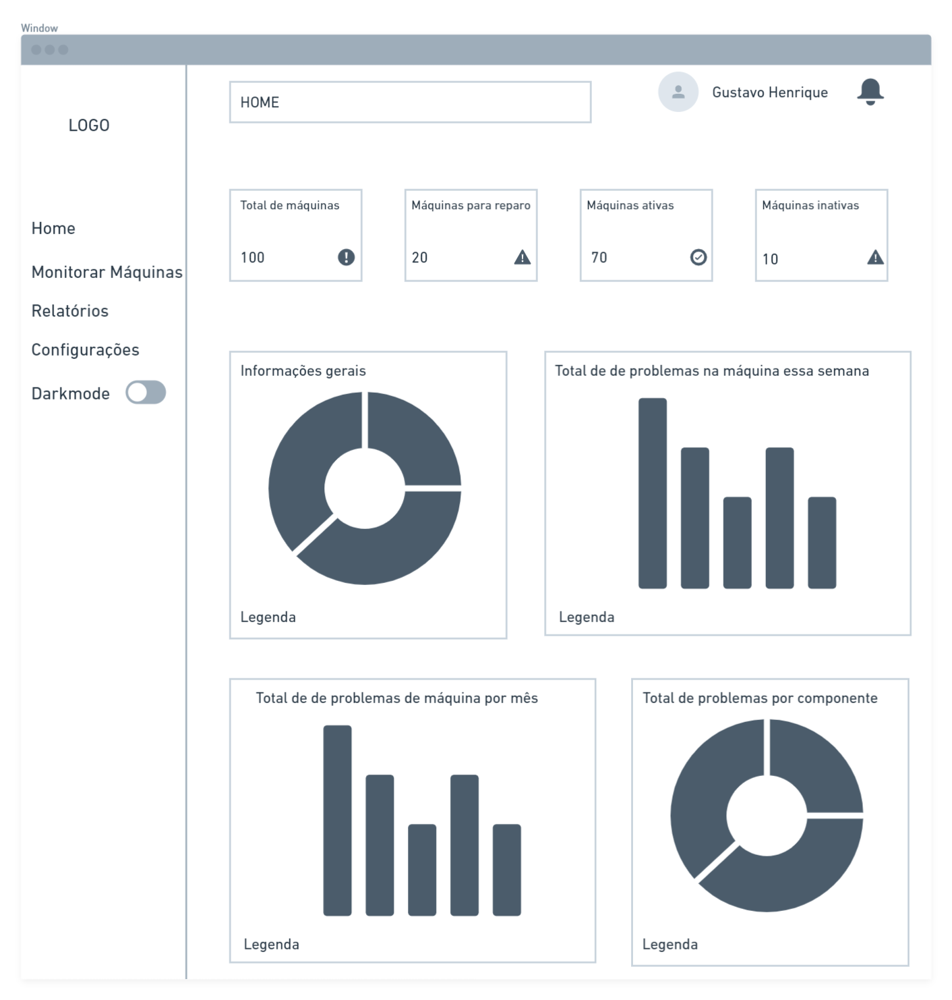 Window
LOGO
Home
Monitorar Máquinas
Relatórios
Configurações
Darkmode
HOME
Gustavo Henrique
Total de máquinas
100
Máquinas para reparo
20
Máquinas ativas
70
Máquinas inativas
10
Informações gerais
Legenda
Total de de problemas na máquina essa semana
Legenda
Total de de problemas de máquina por mês
Legenda
Total de problemas por componente
Legenda